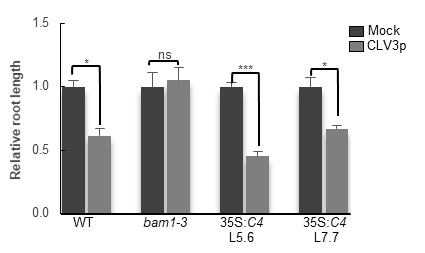 1.5
Mock
CLV3p
Relative root length
1.0
0.5
0.0
*
ns
***
*
WT
bam1-3
35S:C4
L5.6
35S:C4
L7.7